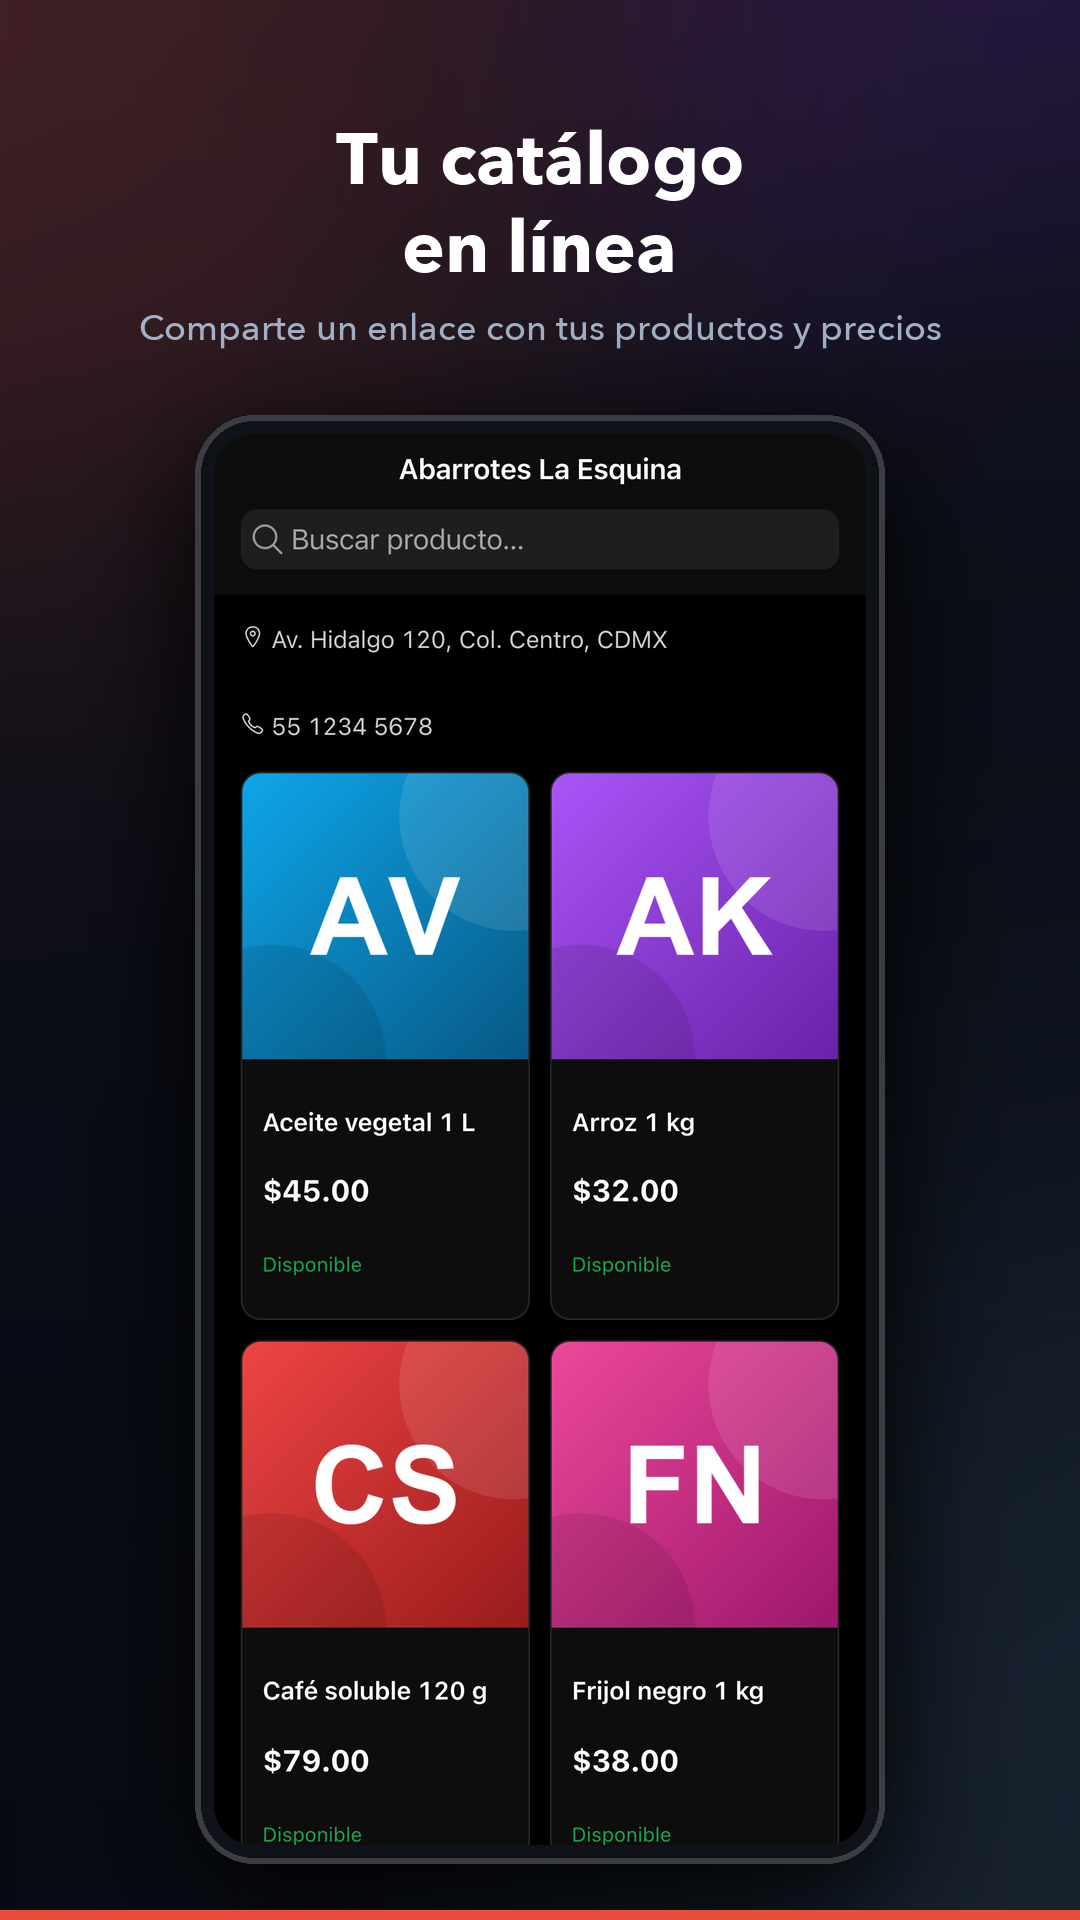 Tu catálogo
en línea
Comparte un enlace con tus productos y precios
Abarrotes La Esquina
Buscar producto...
Av. Hidalgo 120, Col. Centro, CDMX
55 1234 5678
AV
AK
Aceite vegetal 1 L
$45.00
Disponible
Arroz 1 kg
$32.00
Disponible
CS
FN
Café soluble 120 g
$79.00
Disponible
Frijol negro 1 kg
$38.00
Disponible